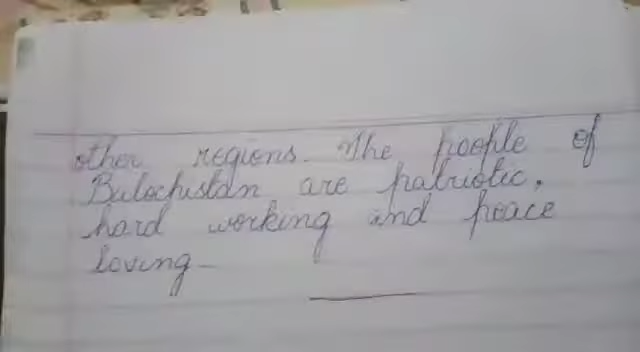 other regions. The people of
Balochistan are patriotic,
hard working and peace
loving.